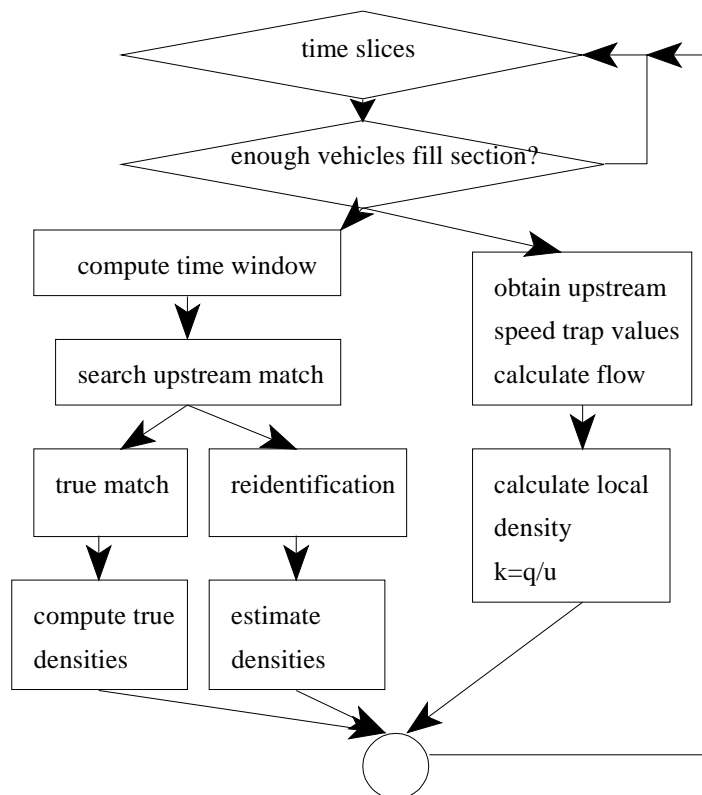 time slices
enough vehicles fill section?
compute time window
search upstream match
true match
reidentification
compute true
densities
estimate
densities
obtain upstream
speed trap values
calculate flow
calculate local
density
k=q/u